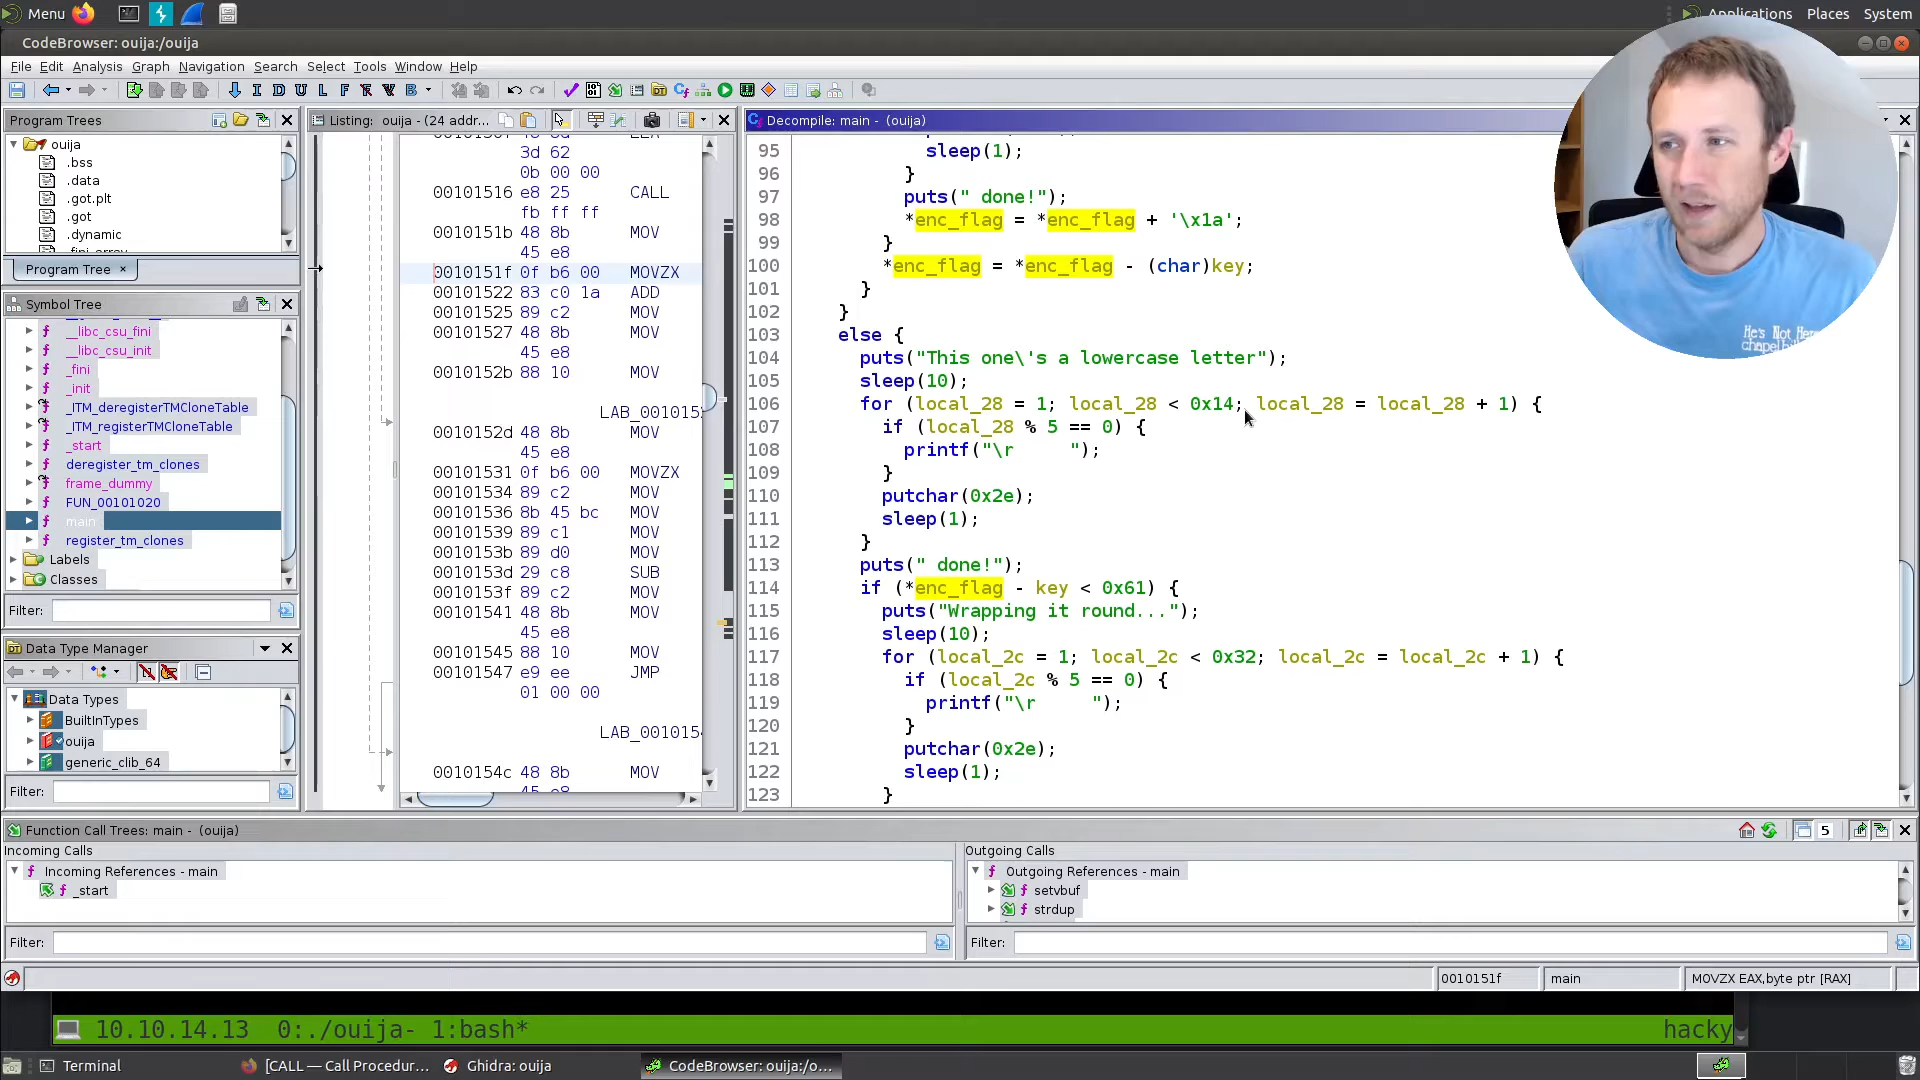 Menu
Applications Places System
CodeBrowser: ouija:/ouija
File Edit Analysis Graph Navigation Search Select Tools Window Help
I D U L F B
Program Trees
ouija
.bss
.data
.got.plt
.got
.dynamic
Program Tree ×
Symbol Tree
__libc_csu_fini
__libc_csu_init
_fini
_init
_ITM_deregisterTMCloneTable
_ITM_registerTMCloneTable
_start
deregister_tm_clones
frame_dummy
FUN_00101020
main
register_tm_clones
Labels
Classes
Filter:
Data Type Manager
Data Types
BuiltInTypes
ouija
generic_clib_64
Filter:
Listing: ouija - (24 addr...
3d 62
0b 00 00
00101516 e8 25 CALL
fb ff ff
0010151b 48 8b MOV
45 e8
0010151f 0f b6 00 MOVZX
00101522 83 c0 1a ADD
00101525 89 c2 MOV
00101527 48 8b MOV
45 e8
0010152b 88 10 MOV
LAB_0010152
0010152d 48 8b MOV
45 e8
00101531 0f b6 00 MOVZX
00101534 89 c2 MOV
00101536 8b 45 bc MOV
00101539 89 c1 MOV
0010153b 89 d0 MOV
0010153d 29 c8 SUB
0010153f 89 c2 MOV
00101541 48 8b MOV
45 e8
00101545 88 10 MOV
00101547 e9 ee JMP
01 00 00
LAB_0010154
0010154c 48 8b MOV
45 e8
Decompile: main - (ouija)
95 sleep(1);
96 }
97 puts(" done!");
98 *enc_flag = *enc_flag + '\x1a';
99 }
100 *enc_flag = *enc_flag - (char)key;
101 }
102 }
103 else {
104 puts("This one\'s a lowercase letter");
105 sleep(10);
106 for (local_28 = 1; local_28 < 0x14; local_28 = local_28 + 1) {
107 if (local_28 % 5 == 0) {
108 printf("\r     ");
109 }
110 putchar(0x2e);
111 sleep(1);
112 }
113 puts(" done!");
114 if (*enc_flag - key < 0x61) {
115 puts("Wrapping it round...");
116 sleep(10);
117 for (local_2c = 1; local_2c < 0x32; local_2c = local_2c + 1) {
118 if (local_2c % 5 == 0) {
119 printf("\r     ");
120 }
121 putchar(0x2e);
122 sleep(1);
123 }
He's Not Here
Function Call Trees: main - (ouija)
5
Incoming Calls
Incoming References - main
_start
Filter:
Outgoing Calls
Outgoing References - main
setvbuf
strdup
Filter:
0010151f main MOVZX EAX,byte ptr [RAX]
10.10.14.13 0:./ouija- 1:bash* hacky
Terminal [CALL — Call Procedur... Ghidra: ouija CodeBrowser: ouija:/o...